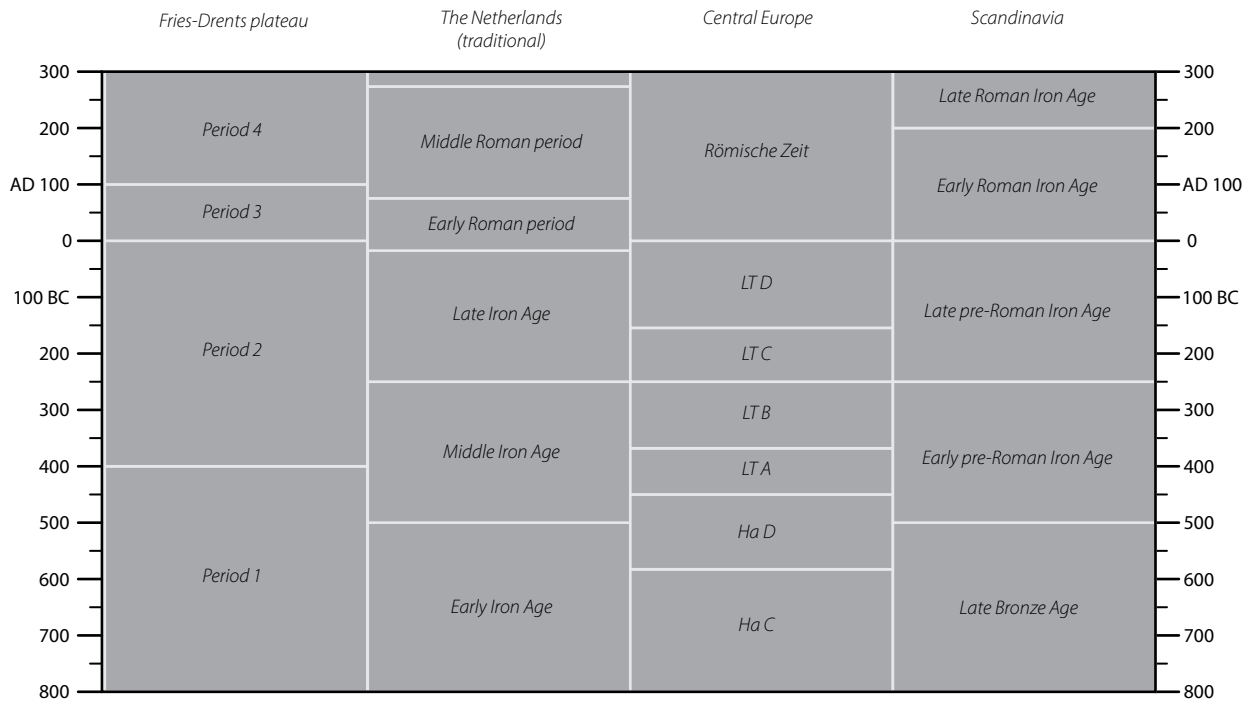 Fries-Drents plateau
The Netherlands
(traditional)
Central Europe
Scandinavia
300
200
AD 100
0
100 BC
200
300
400
500
600
700
800
Period 4
Period 3
Period 2
Period 1
Middle Roman period
Early Roman period
Late Iron Age
Middle Iron Age
Early Iron Age
Römische Zeit
LT D
LT C
LT B
LT A
Ha D
Ha C
Late Roman Iron Age
Early Roman Iron Age
Late pre-Roman Iron Age
Early pre-Roman Iron Age
Late Bronze Age
300
200
AD 100
0
100 BC
200
300
400
500
600
700
800